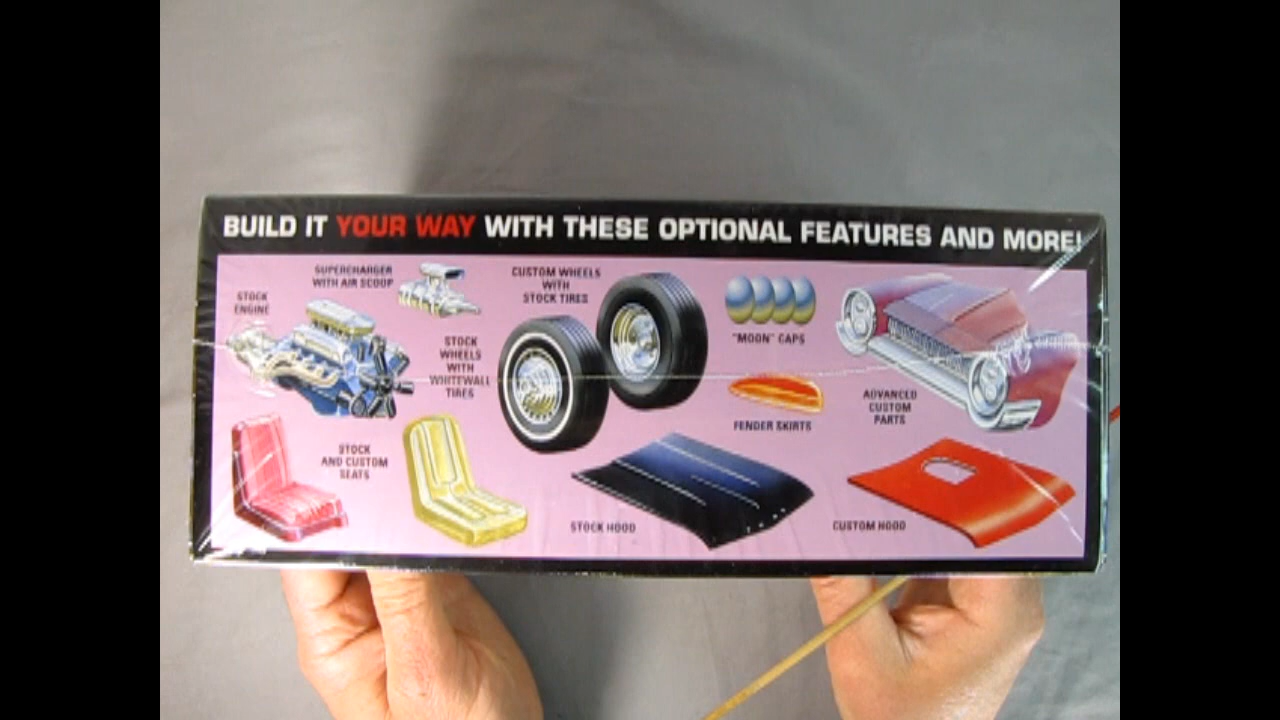 BUILD IT YOUR WAY WITH THESE OPTIONAL FEATURES AND MORE!
STOCK
ENGINE
SUPERCHARGER
WITH AIR SCOOP
STOCK
WHEELS
WITH
WHITEWALL
TIRES
CUSTOM WHEELS
WITH
STOCK TIRES
"MOON" CAPS
FENDER SKIRTS
ADVANCED
CUSTOM
PARTS
STOCK
AND CUSTOM
SEATS
STOCK HOOD
CUSTOM HOOD